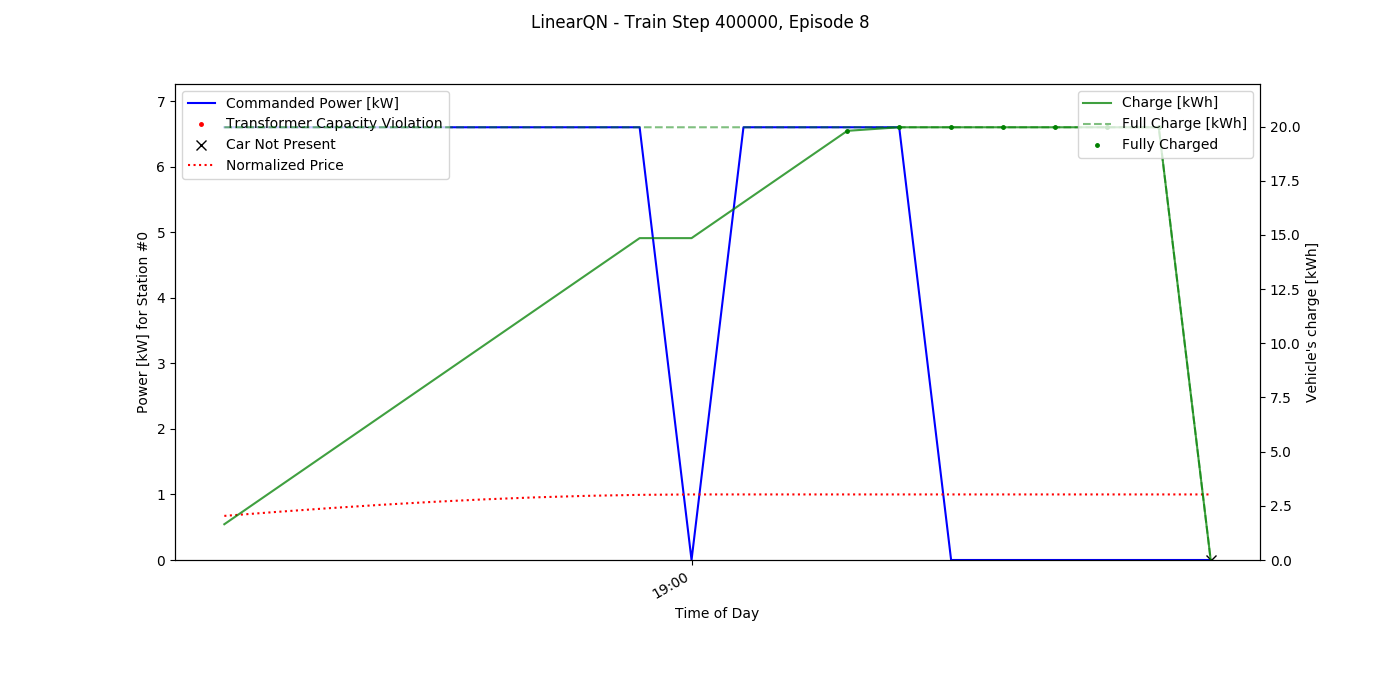 LinearQN - Train Step 400000, Episode 8
Commanded Power [kW]
Transformer Capacity Violation
Car Not Present
Normalized Price
Charge [kWh]
Full Charge [kWh]
Fully Charged
7
6
5
4
3
2
1
0
Power [kW] for Station #0
20.0
17.5
15.0
12.5
10.0
7.5
5.0
2.5
0.0
Vehicle's charge [kWh]
19:00
Time of Day